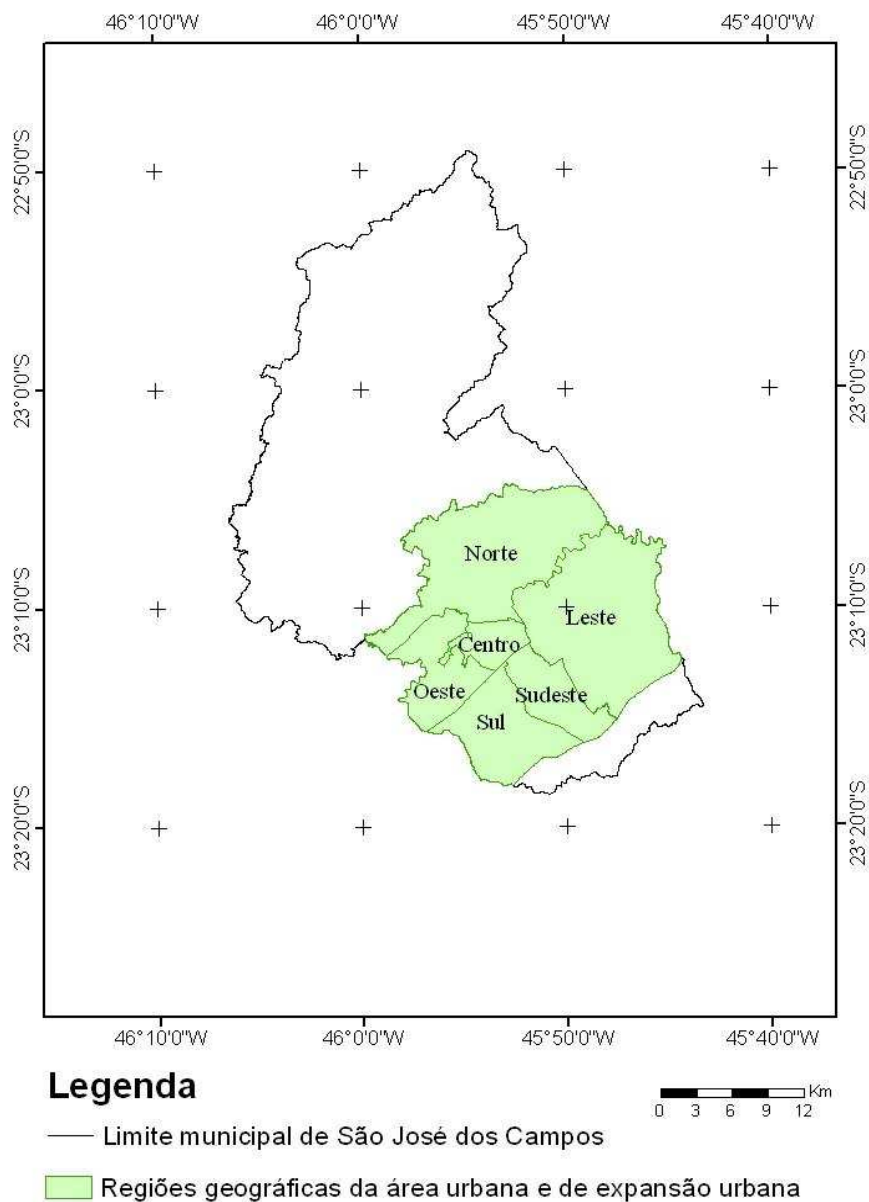 46°10'0"W 46°0'0"W 45°50'0"W 45°40'0"W
22°50'0"S 22°50'0"S
23°0'0"S 23°0'0"S
Norte
23°10'0"S Leste 23°10'0"S
Centro
Oeste Sudeste
Sul
23°20'0"S 23°20'0"S
46°10'0"W 46°0'0"W 45°50'0"W 45°40'0"W
Legenda
Km
0 3 6 9 12
Limite municipal de São José dos Campos
Regiões geográficas da área urbana e de expansão urbana